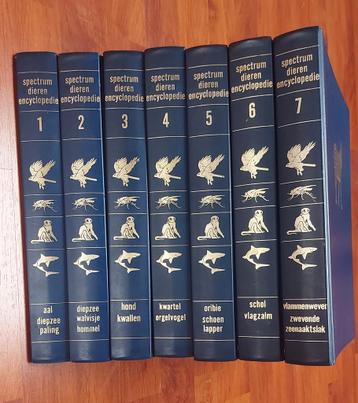 spectrum
dieren
encyclopedie
1
aal
diepzee
paling
spectrum
dieren
encyclopedie
2
diepzee
walvisje
hommel
spectrum
dieren
encyclopedie
3
hond
kwallen
spectrum
dieren
encyclopedie
4
kwartel
orgelvogel
spectrum
dieren
encyclopedie
5
oribie
schoen
lapper
spectrum
dieren
encyclopedie
6
schol
vlagzalm
spectrum
dieren
encyclopedie
7
vlammenwever
zwevende
zeenaaktslak